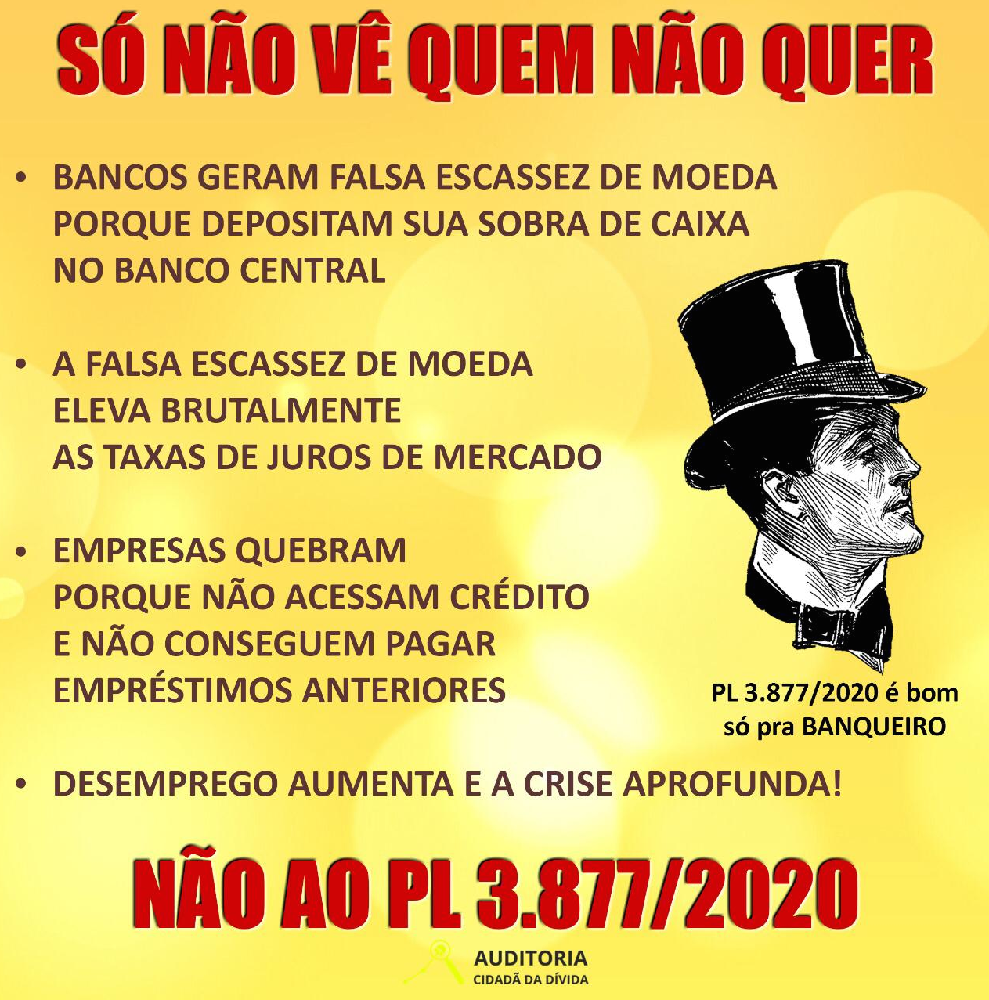 SÓ NÃO VÊ QUEM NÃO QUER
• BANCOS GERAM FALSA ESCASSEZ DE MOEDA
PORQUE DEPOSITAM SUA SOBRA DE CAIXA
NO BANCO CENTRAL
• A FALSA ESCASSEZ DE MOEDA
ELEVA BRUTALMENTE
AS TAXAS DE JUROS DE MERCADO
• EMPRESAS QUEBRAM
PORQUE NÃO ACESSAM CRÉDITO
E NÃO CONSEGUEM PAGAR
EMPRÉSTIMOS ANTERIORES
PL 3.877/2020 é bom
só pra BANQUEIRO
• DESEMPREGO AUMENTA E A CRISE APROFUNDA!
NÃO AO PL 3.877/2020
AUDITORIA
CIDADÃ DA DÍVIDA